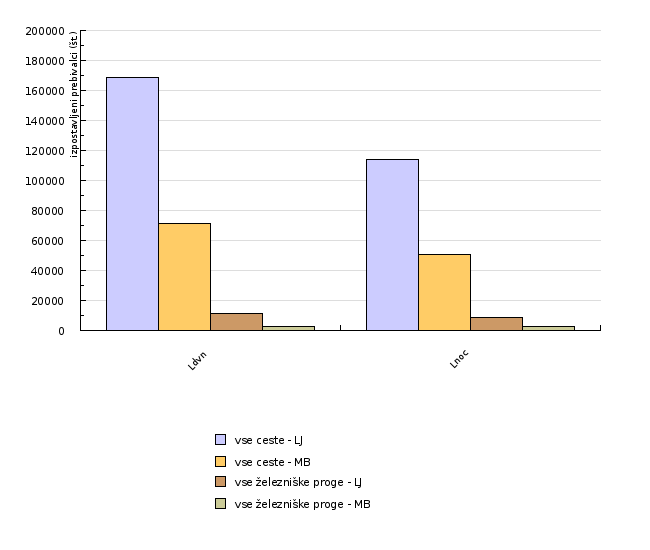 izpostavljeni prebivalci (št.)
200000
180000
160000
140000
120000
100000
80000
60000
40000
20000
0
Ldvn
Lnoc
vse ceste - LJ
vse ceste - MB
vse železniške proge - LJ
vse železniške proge - MB